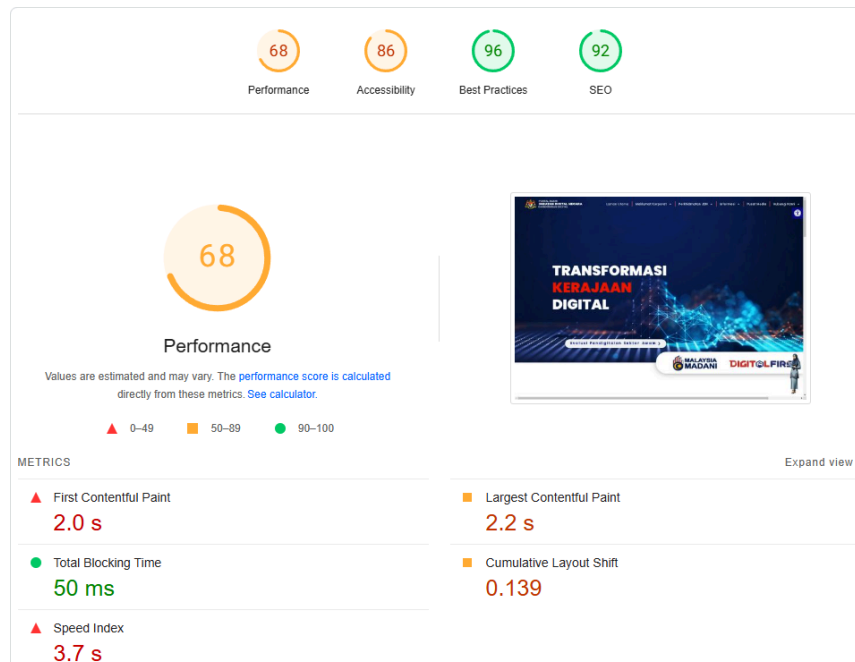 68
86
96
92
Performance
Accessibility
Best Practices
SEO
68
Performance
Values are estimated and may vary. The performance score is calculated
directly from these metrics. See calculator.
0–49
50–89
90–100
TRANSFORMASI
KERAJAAN
DIGITAL
MALAYSIA
MADANI
DIGITALFIRST
METRICS
Expand view
First Contentful Paint
2.0 s
Largest Contentful Paint
2.2 s
Total Blocking Time
50 ms
Cumulative Layout Shift
0.139
Speed Index
3.7 s